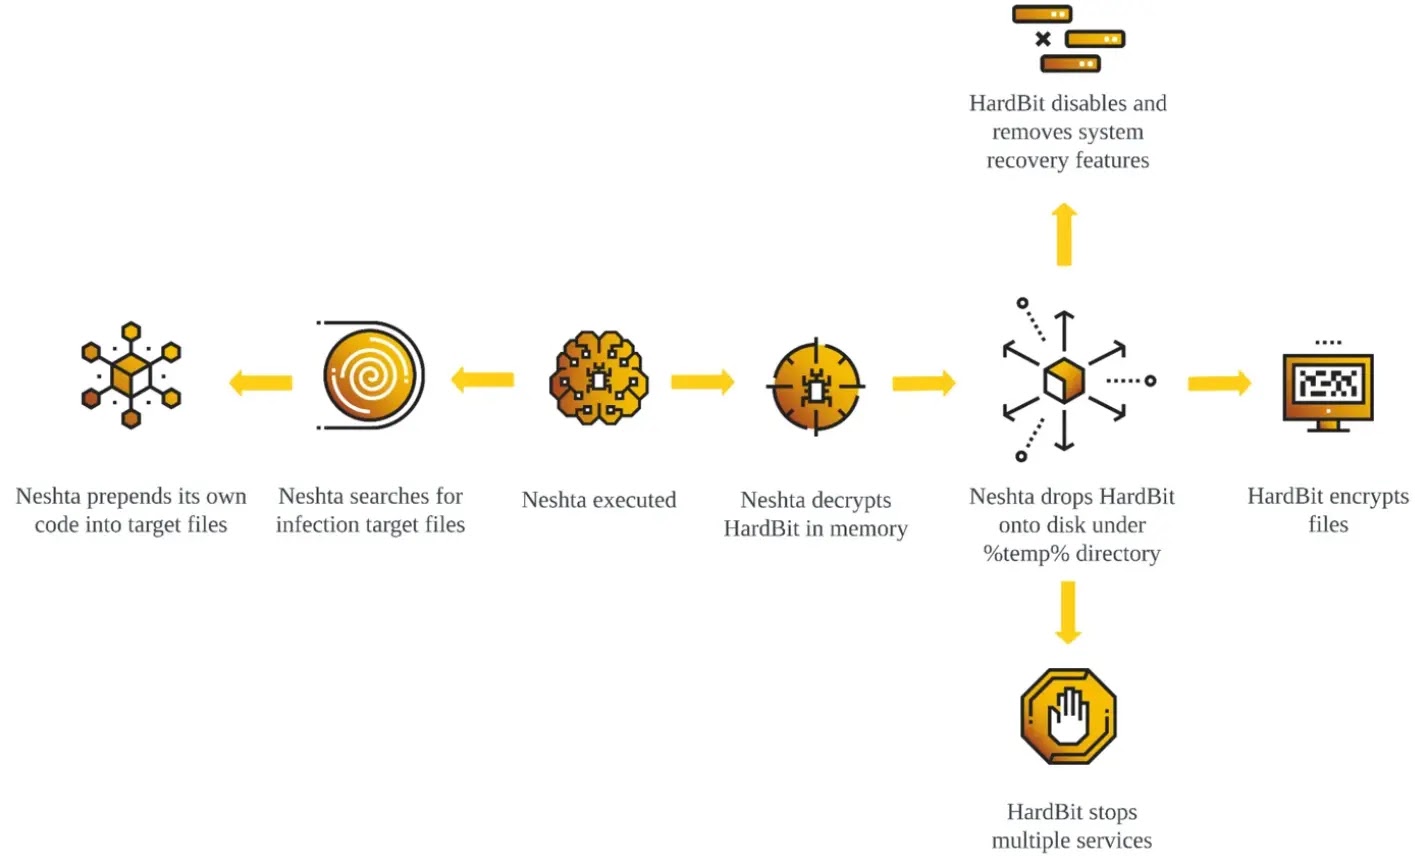 HardBit disables and
removes system
recovery features
Neshta prepends its own
code into target files
Neshta searches for
infection target files
Neshta executed
Neshta decrypts
HardBit in memory
Neshta drops HardBit
onto disk under
%temp% directory
HardBit encrypts
files
HardBit stops
multiple services